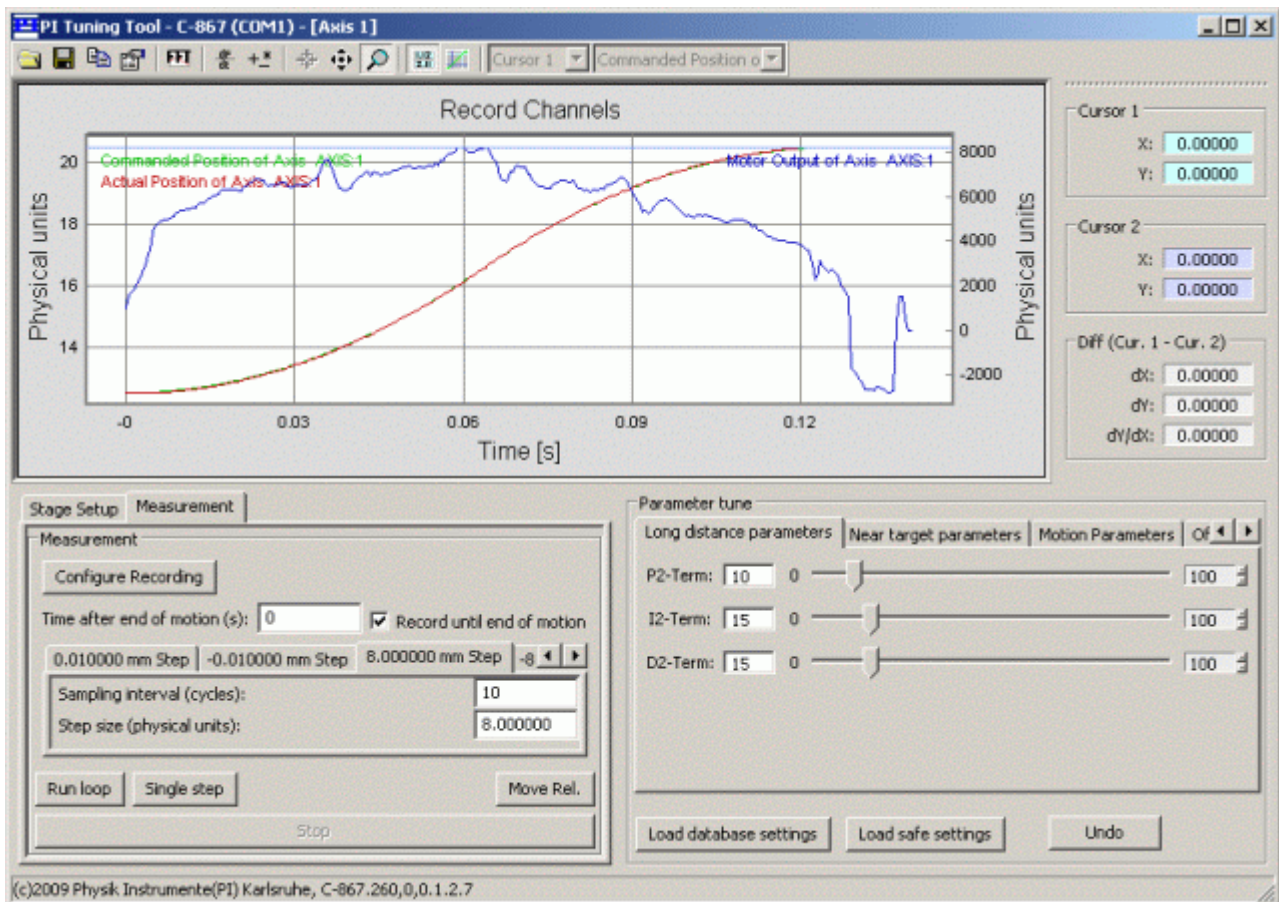 PI Tuning Tool - C-867 (COM1) - [Axis 1]
FFT
Cursor 1
Commanded Position o
Record Channels
Commanded Position of Axis AXIS:1
Actual Position of Axis AXIS:1
Motor Output of Axis AXIS:1
Physical units
20
18
16
14
8000
6000
4000
2000
0
-2000
Physical units
-0 0.03 0.06 0.09 0.12
Time [s]
Cursor 1
X: 0.00000
Y: 0.00000
Cursor 2
X: 0.00000
Y: 0.00000
Diff (Cur. 1 - Cur. 2)
dX: 0.00000
dY: 0.00000
dY/dX: 0.00000
Stage Setup Measurement
Measurement
Configure Recording
Time after end of motion (s): 0 Record until end of motion
0.010000 mm Step -0.010000 mm Step 8.000000 mm Step -8
Sampling interval (cycles): 10
Step size (physical units): 8.000000
Run loop Single step Move Rel.
Stop
Parameter tune
Long distance parameters Near target parameters Motion Parameters Of
P2-Term: 10 0 100
I2-Term: 15 0 100
D2-Term: 15 0 100
Load database settings Load safe settings Undo
(c)2009 Physik Instrumente(PI) Karlsruhe, C-867.260,0,0.1.2.7